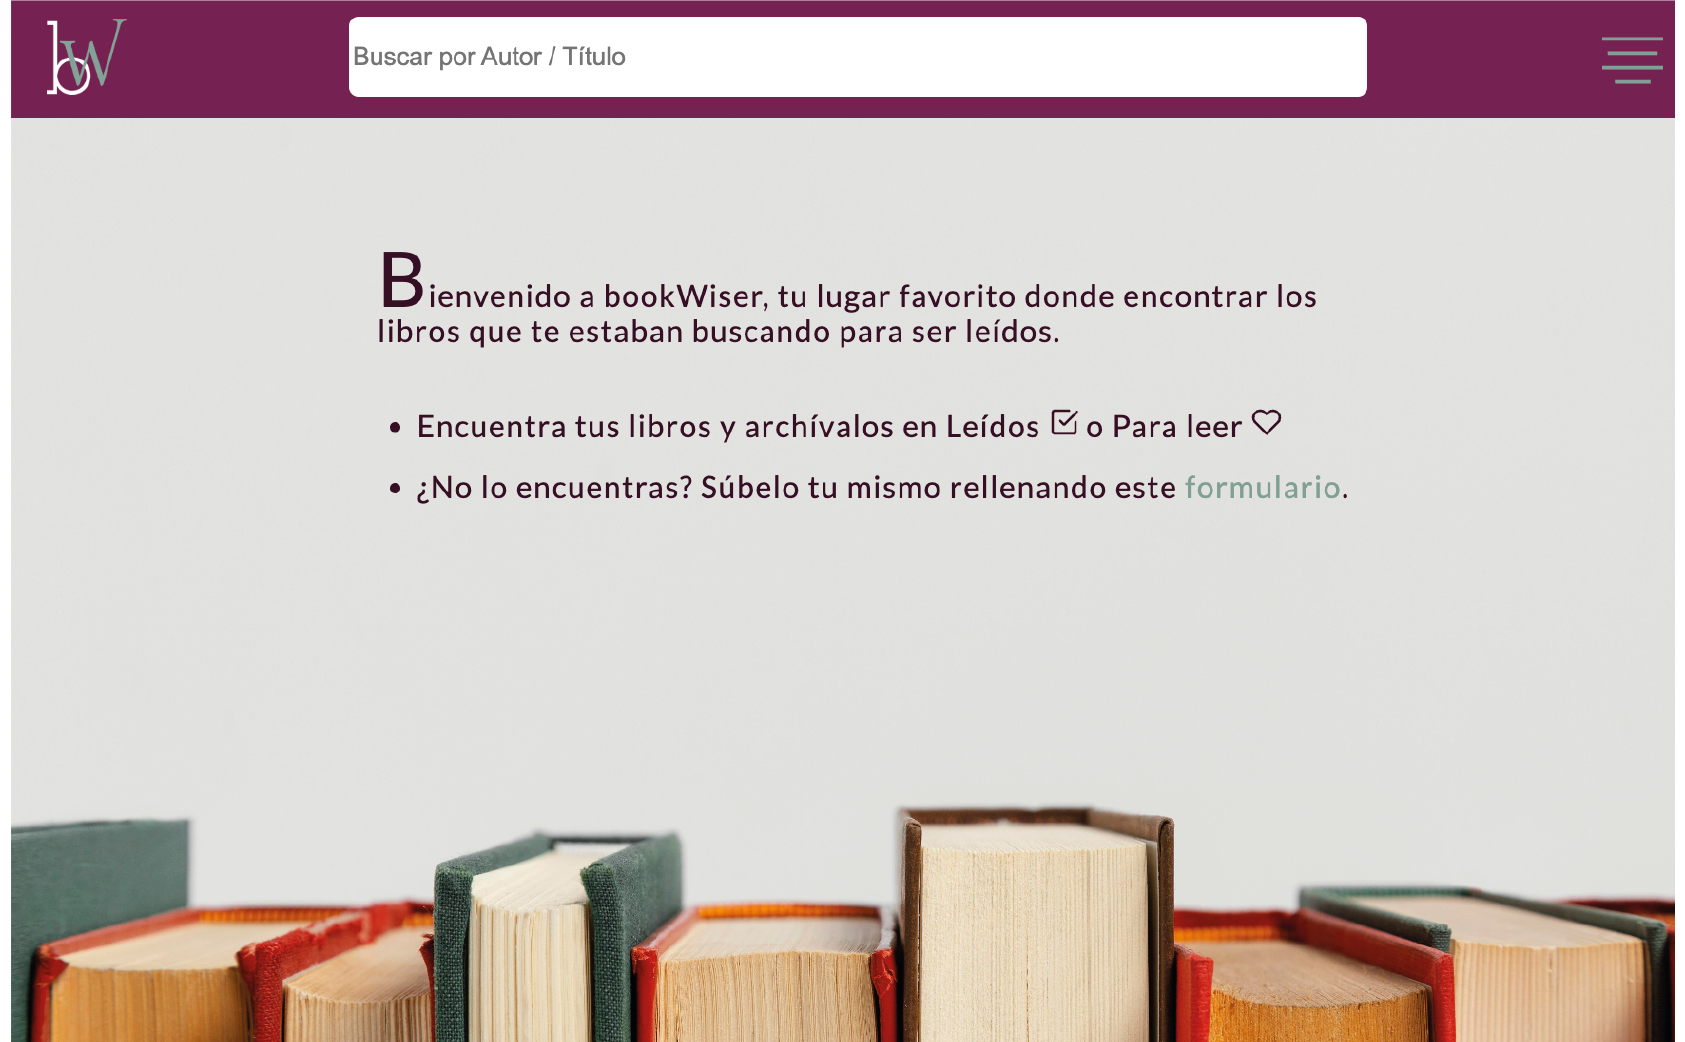 bW
Buscar por Autor / Título
Bienvenido a bookWiser, tu lugar favorito donde encontrar los
libros que te estaban buscando para ser leídos.
• Encuentra tus libros y archívalos en Leídos o Para leer
• ¿No lo encuentras? Súbelo tu mismo rellenando este formulario.